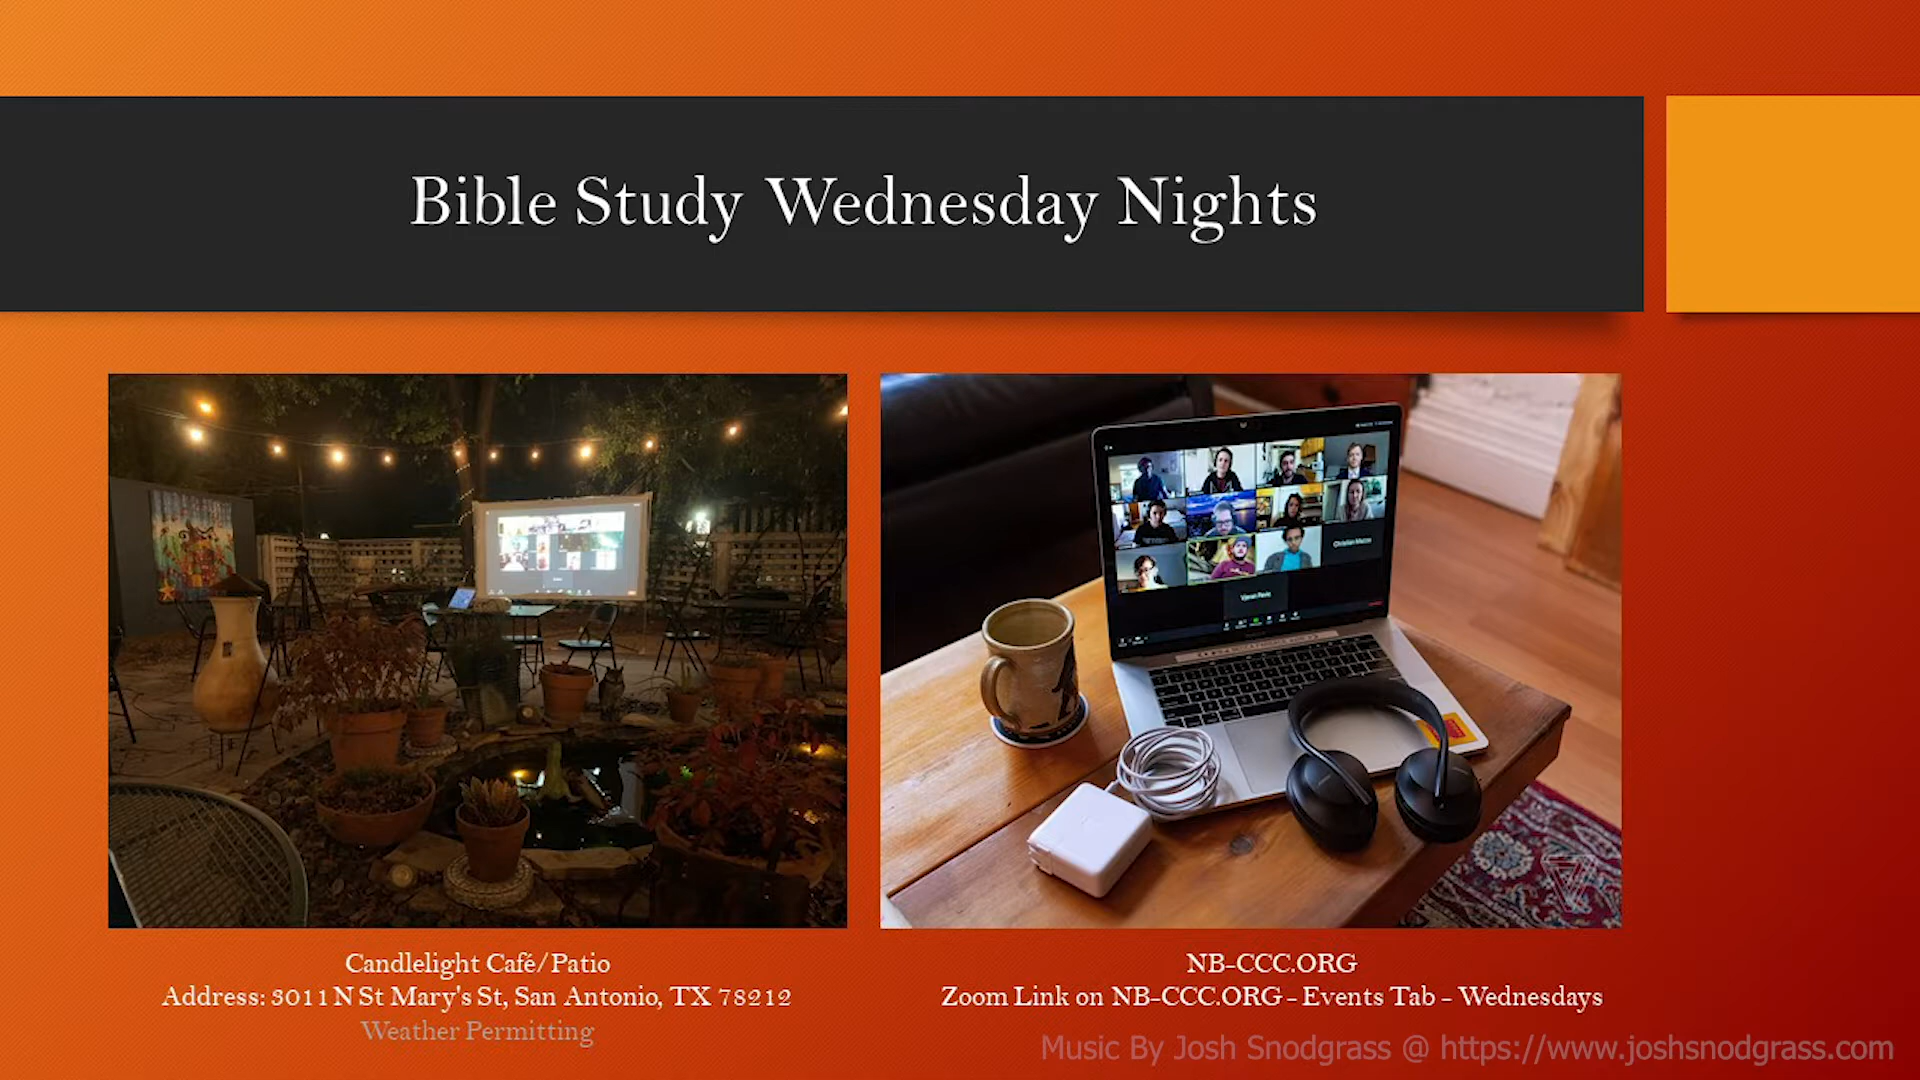 Bible Study Wednesday Nights
Candlelight Café/Patio
Address: 3011 N St Mary's St, San Antonio, TX 78212
Weather Permitting
NB-CCC.ORG
Zoom Link on NB-CCC.ORG - Events Tab - Wednesdays
Music By Josh Snodgrass @ https://www.joshsnodgrass.com